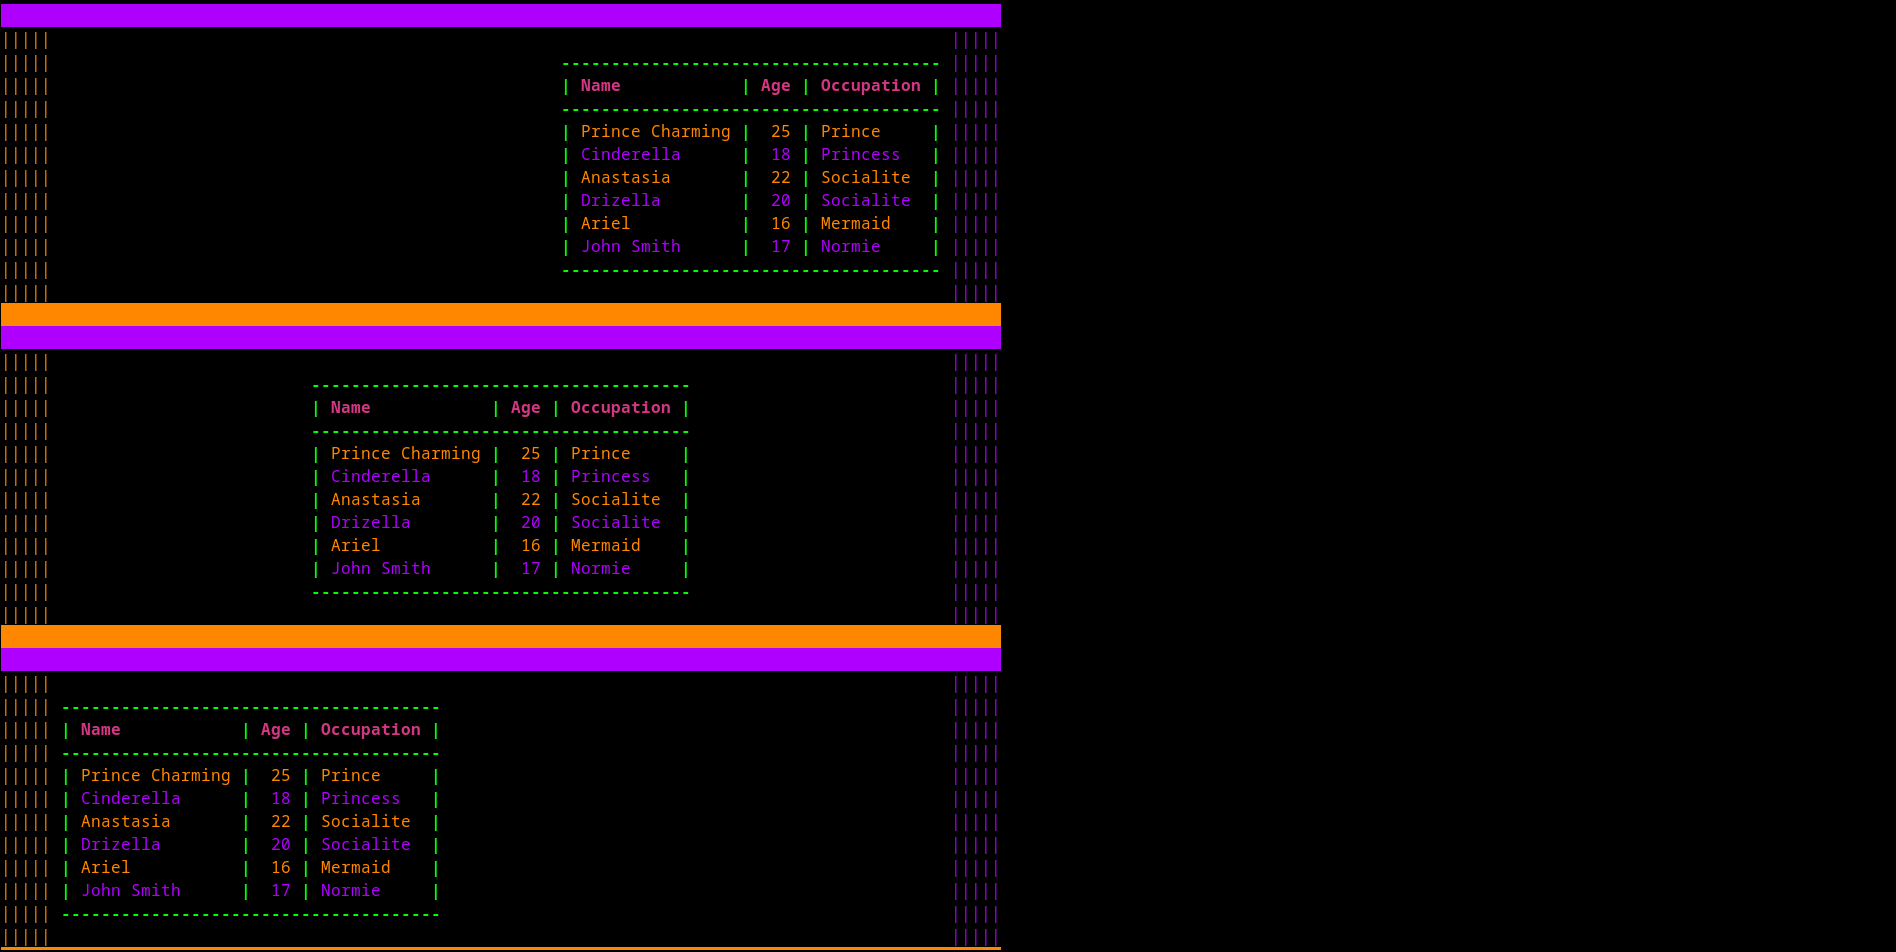 ||||| |||||
||||| -------------------------------------- |||||
||||| | Name | Age | Occupation | |||||
||||| -------------------------------------- |||||
||||| | Prince Charming | 25 | Prince | |||||
||||| | Cinderella | 18 | Princess | |||||
||||| | Anastasia | 22 | Socialite | |||||
||||| | Drizella | 20 | Socialite | |||||
||||| | Ariel | 16 | Mermaid | |||||
||||| | John Smith | 17 | Normie | |||||
||||| -------------------------------------- |||||
||||| |||||
||||| |||||
||||| -------------------------------------- |||||
||||| | Name | Age | Occupation | |||||
||||| -------------------------------------- |||||
||||| | Prince Charming | 25 | Prince | |||||
||||| | Cinderella | 18 | Princess | |||||
||||| | Anastasia | 22 | Socialite | |||||
||||| | Drizella | 20 | Socialite | |||||
||||| | Ariel | 16 | Mermaid | |||||
||||| | John Smith | 17 | Normie | |||||
||||| -------------------------------------- |||||
||||| |||||
||||| |||||
||||| -------------------------------------- |||||
||||| | Name | Age | Occupation | |||||
||||| -------------------------------------- |||||
||||| | Prince Charming | 25 | Prince | |||||
||||| | Cinderella | 18 | Princess | |||||
||||| | Anastasia | 22 | Socialite | |||||
||||| | Drizella | 20 | Socialite | |||||
||||| | Ariel | 16 | Mermaid | |||||
||||| | John Smith | 17 | Normie | |||||
||||| -------------------------------------- |||||
||||| |||||